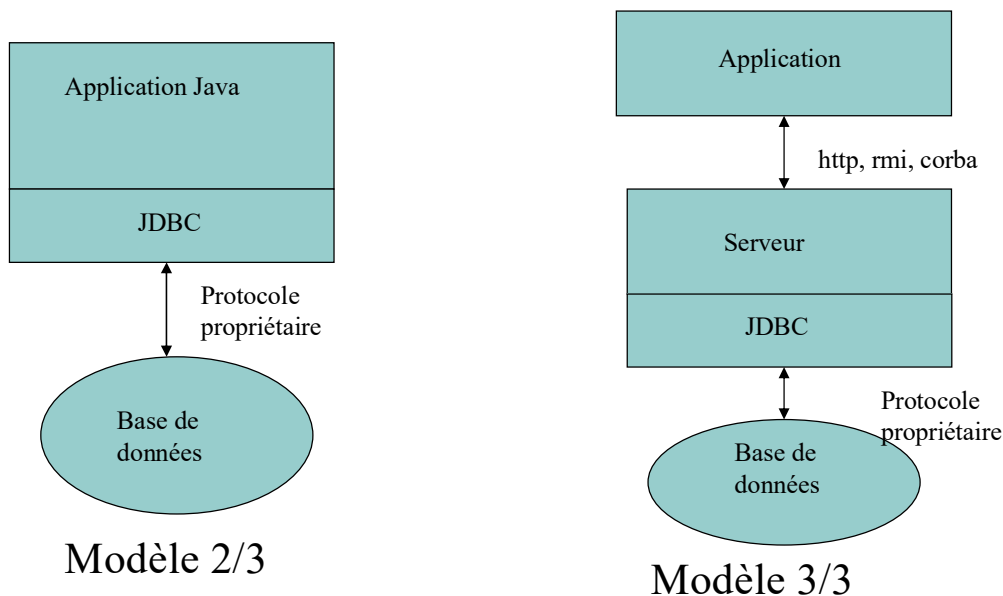 Application Java
JDBC
Protocole
propriétaire
Base de
données
Modèle 2/3
Application
http, rmi, corba
Serveur
JDBC
Protocole
propriétaire
Base de
données
Modèle 3/3